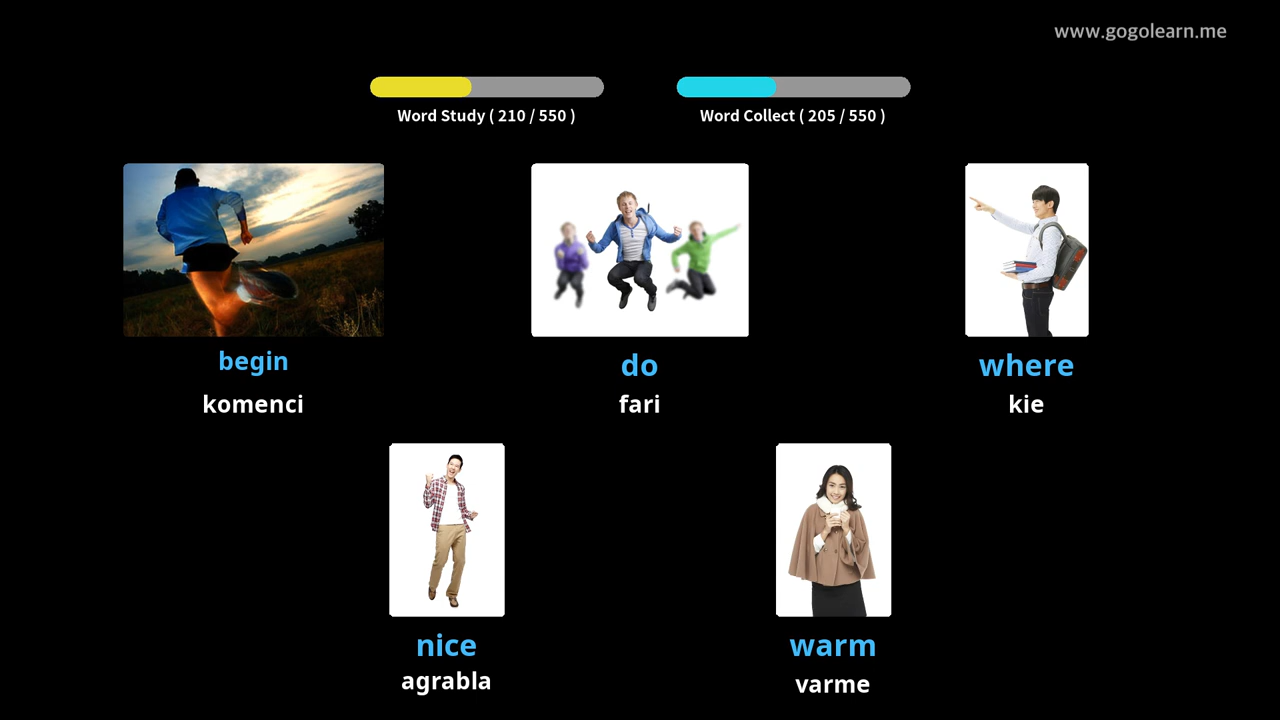 www.gogolearn.me
Word Study ( 210 / 550 )
Word Collect ( 205 / 550 )
begin
komenci
do
fari
where
kie
nice
agrabla
warm
varme